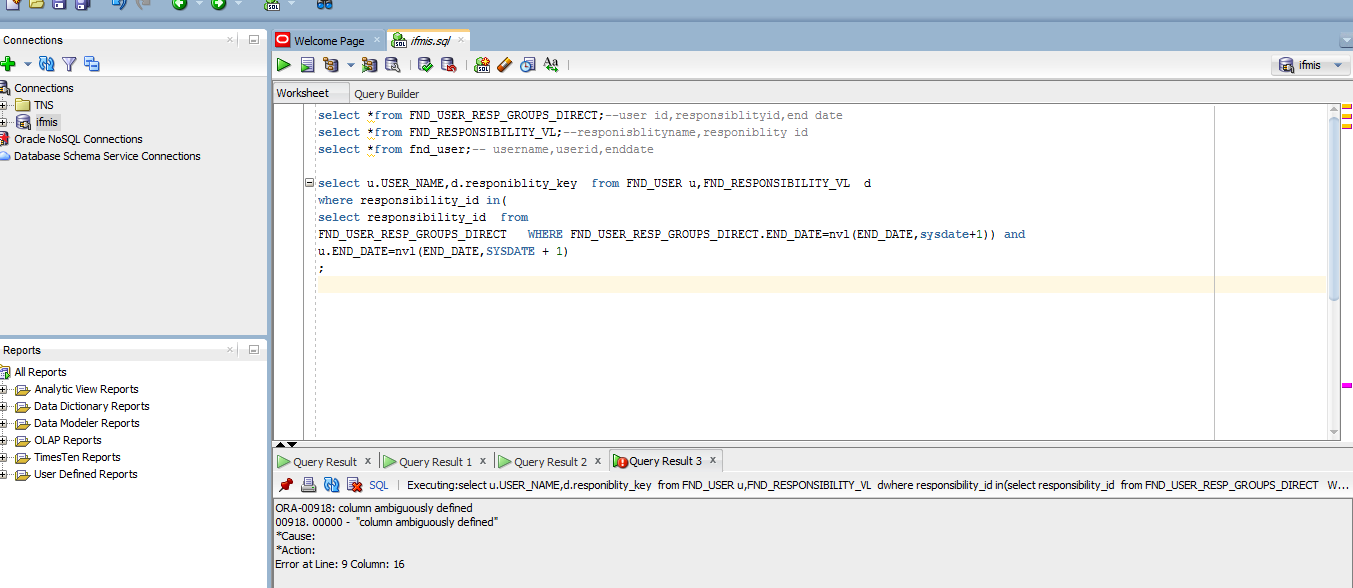 SQL
SQL
Connections
Welcome Page
ifmis.sql
ifmis
Connections
TNS
ifmis
Oracle NoSQL Connections
Database Schema Service Connections
Worksheet
Query Builder
select *from FND_USER_RESP_GROUPS_DIRECT;--user id,responsiblityid,end date
select *from FND_RESPONSIBILITY_VL;--responisblityname,responiblity id
select *from fnd_user;-- username,userid,enddate
select u.USER_NAME,d.responiblity_key  from FND_USER u,FND_RESPONSIBILITY_VL  d
where responsibility_id in(
select responsibility_id  from
FND_USER_RESP_GROUPS_DIRECT   WHERE FND_USER_RESP_GROUPS_DIRECT.END_DATE=nvl(END_DATE,sysdate+1)) and
u.END_DATE=nvl(END_DATE,SYSDATE + 1)
;
Reports
All Reports
Analytic View Reports
Data Dictionary Reports
Data Modeler Reports
OLAP Reports
TimesTen Reports
User Defined Reports
Query Result
Query Result 1
Query Result 2
Query Result 3
SQL
Executing:select u.USER_NAME,d.responiblity_key  from FND_USER u,FND_RESPONSIBILITY_VL  dwhere responsibility_id in(select responsibility_id  from FND_USER_RESP_GROUPS_DIRECT   W...
ORA-00918: column ambiguously defined
00918. 00000 -  "column ambiguously defined"
*Cause:
*Action:
Error at Line: 9 Column: 16